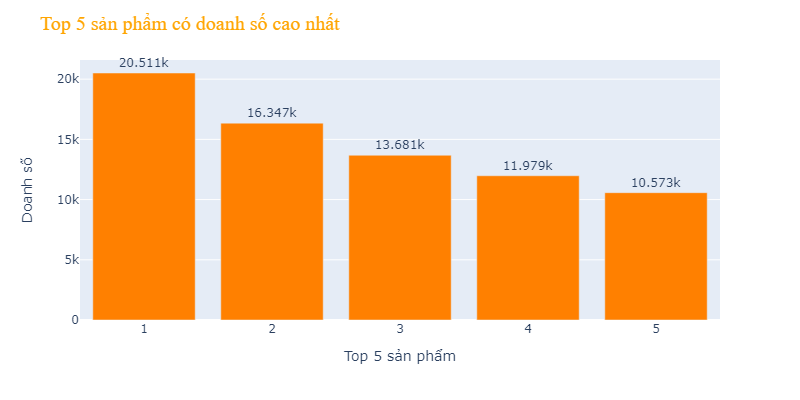 Top 5 sản phẩm có doanh số cao nhất
20.511k
16.347k
13.681k
11.979k
10.573k
20k
15k
10k
5k
0
Doanh số
1 2 3 4 5
Top 5 sản phẩm